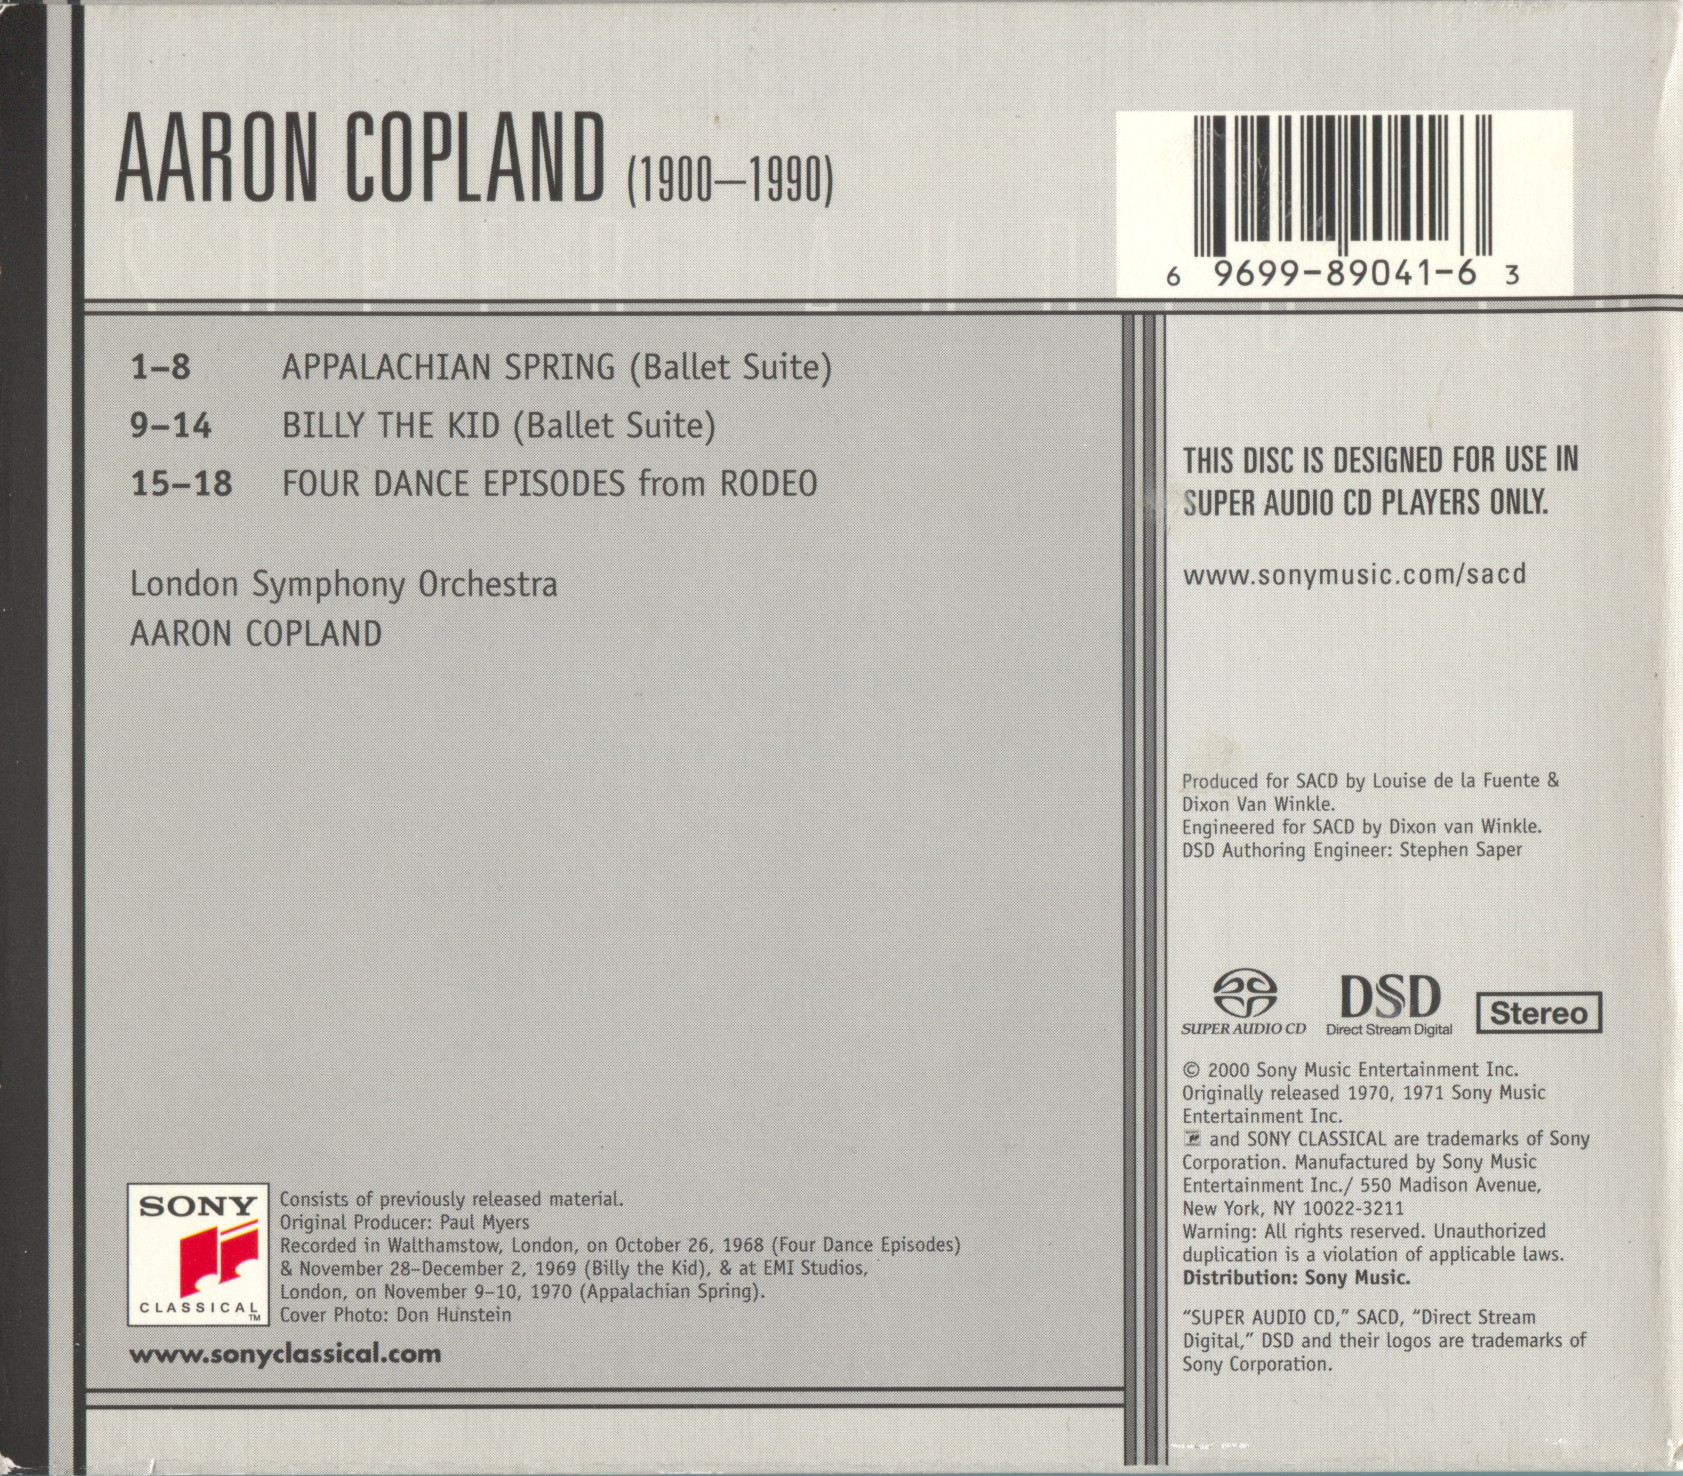 AARON COPLAND (1900–1990)
6 9699-89041-6 3
1–8 APPALACHIAN SPRING (Ballet Suite)
9–14 BILLY THE KID (Ballet Suite)
15–18 FOUR DANCE EPISODES from RODEO
London Symphony Orchestra
AARON COPLAND
THIS DISC IS DESIGNED FOR USE IN
SUPER AUDIO CD PLAYERS ONLY.
www.sonymusic.com/sacd
Produced for SACD by Louise de la Fuente &
Dixon Van Winkle.
Engineered for SACD by Dixon van Winkle.
DSD Authoring Engineer: Stephen Saper
SUPER AUDIO CD
DSD
Direct Stream Digital
Stereo
© 2000 Sony Music Entertainment Inc.
Originally released 1970, 1971 Sony Music
Entertainment Inc.
and SONY CLASSICAL are trademarks of Sony
Corporation. Manufactured by Sony Music
Entertainment Inc./ 550 Madison Avenue,
New York, NY 10022-3211
Warning: All rights reserved. Unauthorized
duplication is a violation of applicable laws.
Distribution: Sony Music.
“SUPER AUDIO CD,” SACD, “Direct Stream
Digital,” DSD and their logos are trademarks of
Sony Corporation.
SONY
CLASSICAL TM
Consists of previously released material.
Original Producer: Paul Myers
Recorded in Walthamstow, London, on October 26, 1968 (Four Dance Episodes)
& November 28–December 2, 1969 (Billy the Kid), & at EMI Studios,
London, on November 9–10, 1970 (Appalachian Spring).
Cover Photo: Don Hunstein
www.sonyclassical.com